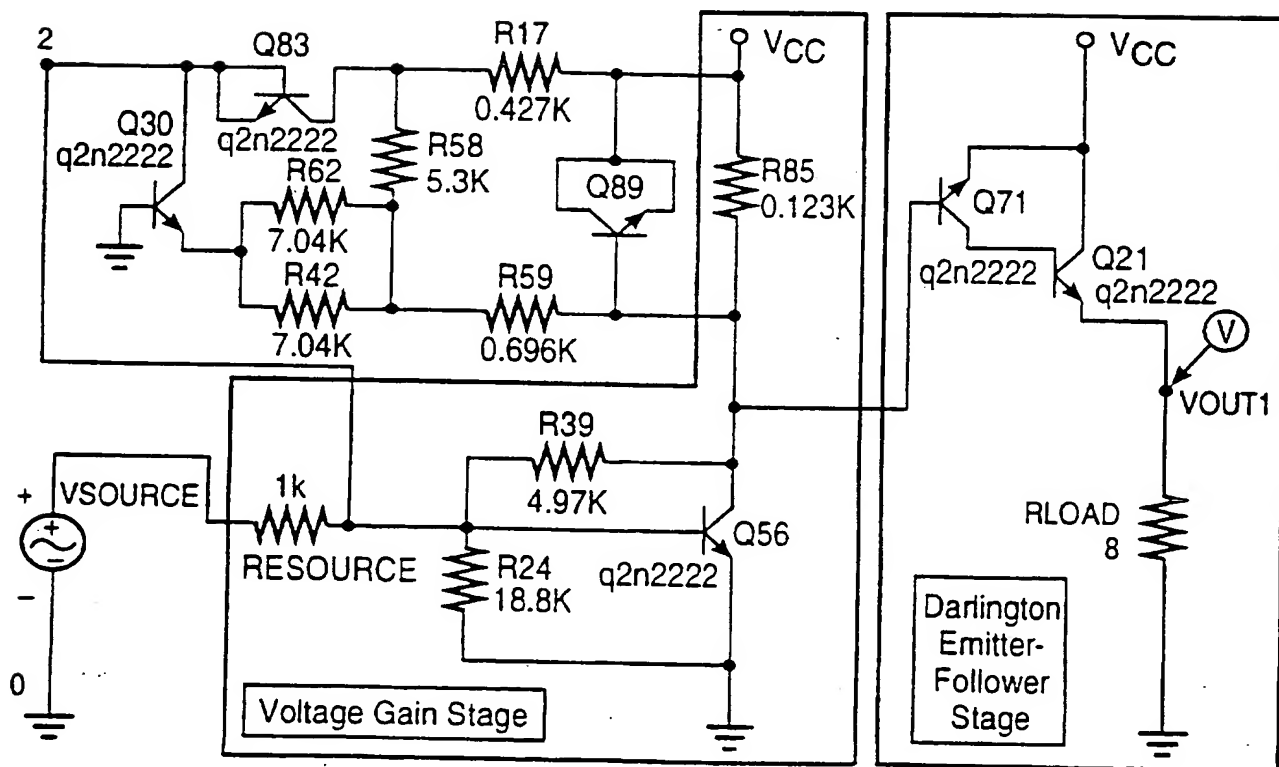 2
Q83
q2n2222
R17
0.427K
VCC
Q30
q2n2222
R58
5.3K
R62
7.04K
Q89
R85
0.123K
R42
7.04K
R59
0.696K
VCC
Q71
q2n2222
Q21
q2n2222
V
VOUT1
R39
4.97K
+
VSOURCE
+
−
−
0
1k
RESOURCE
R24
18.8K
Q56
q2n2222
RLOAD
8
Voltage Gain Stage
Darlington
Emitter-
Follower
Stage